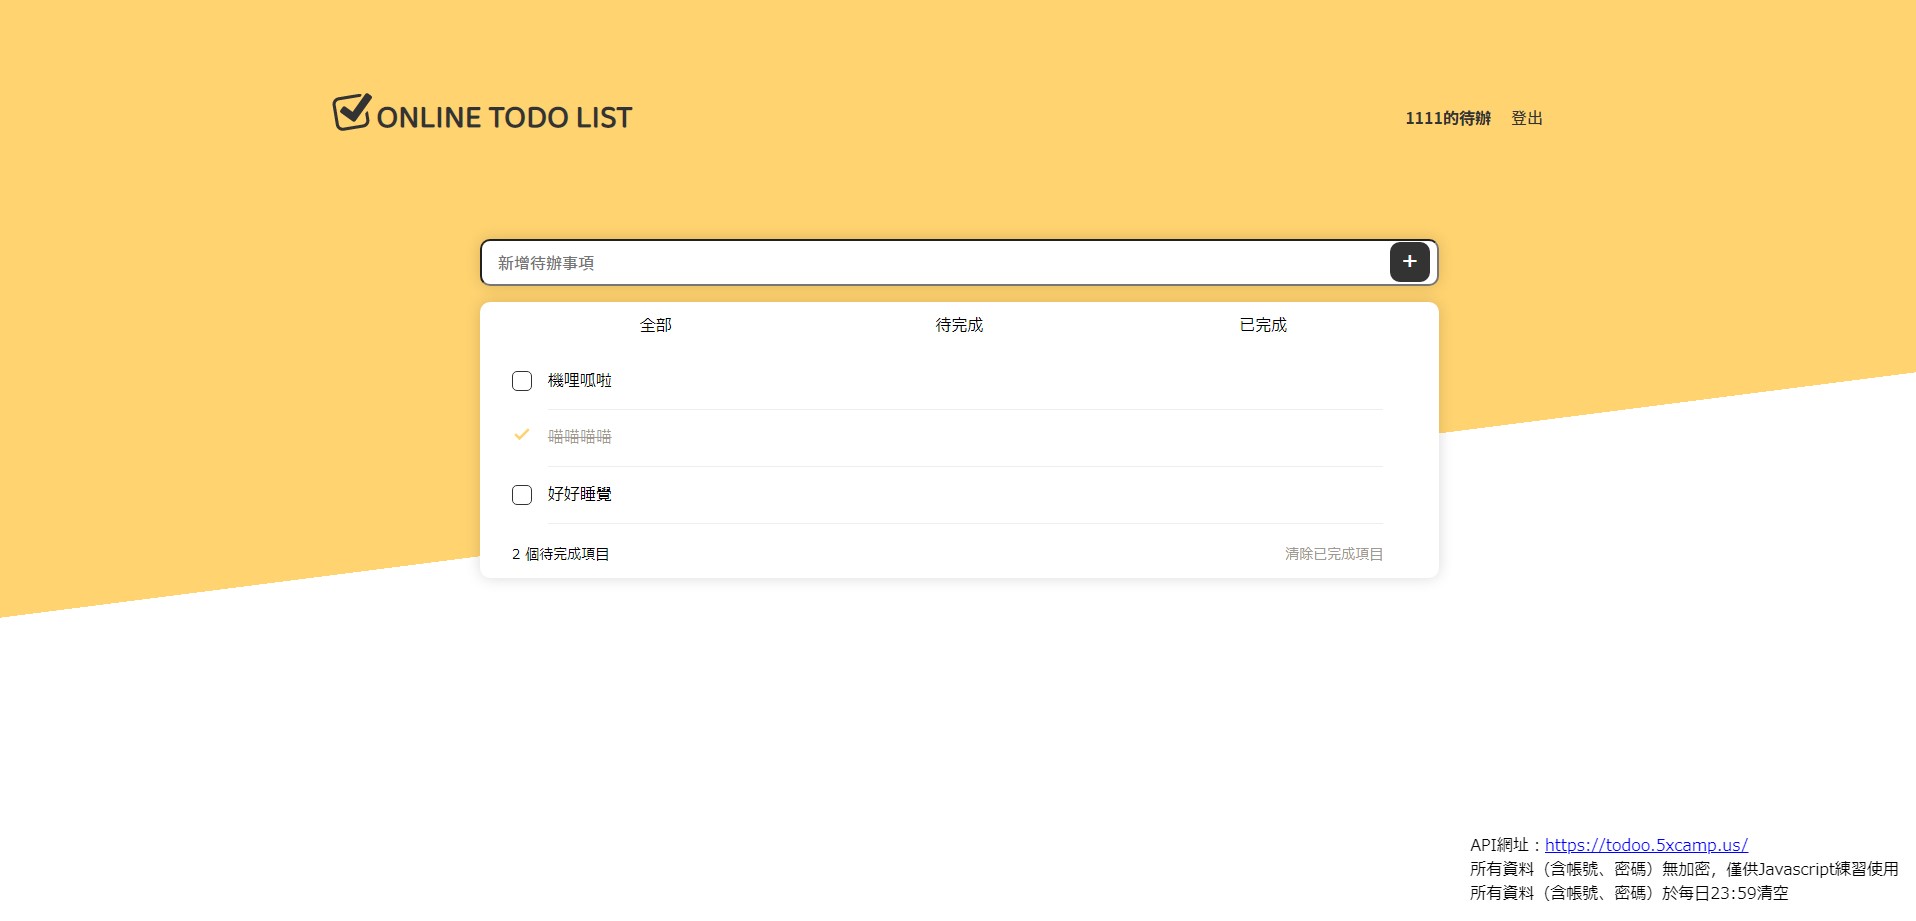 ONLINE TODO LIST
1111的待辦 登出
新增待辦事項
全部 待完成 已完成
機哩呱啦
喵喵喵喵
好好睡覺
2 個待完成項目 清除已完成項目
API網址：https://todoo.5xcamp.us/
所有資料（含帳號、密碼）無加密，僅供Javascript練習使用
所有資料（含帳號、密碼）於每日23:59清空